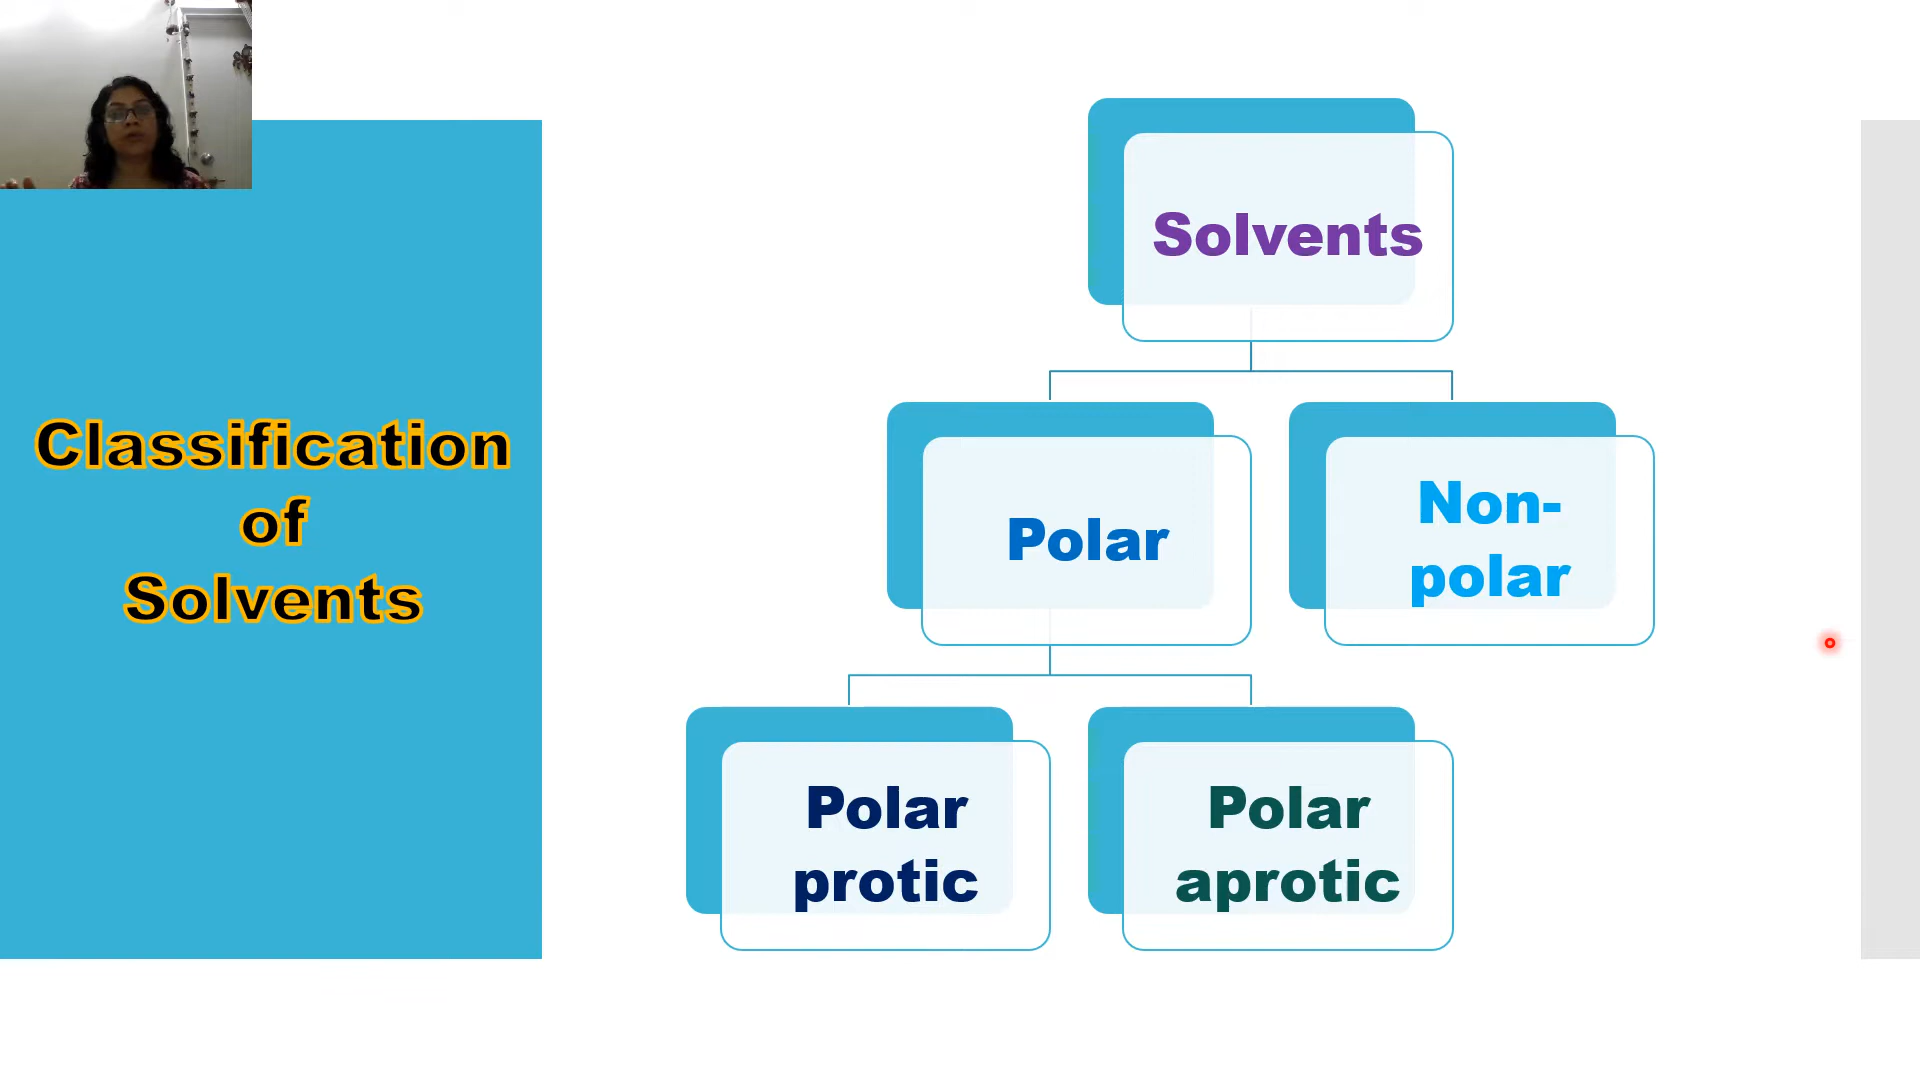 Classification
of
Solvents
Solvents
Polar
Non-
polar
Polar
protic
Polar
aprotic